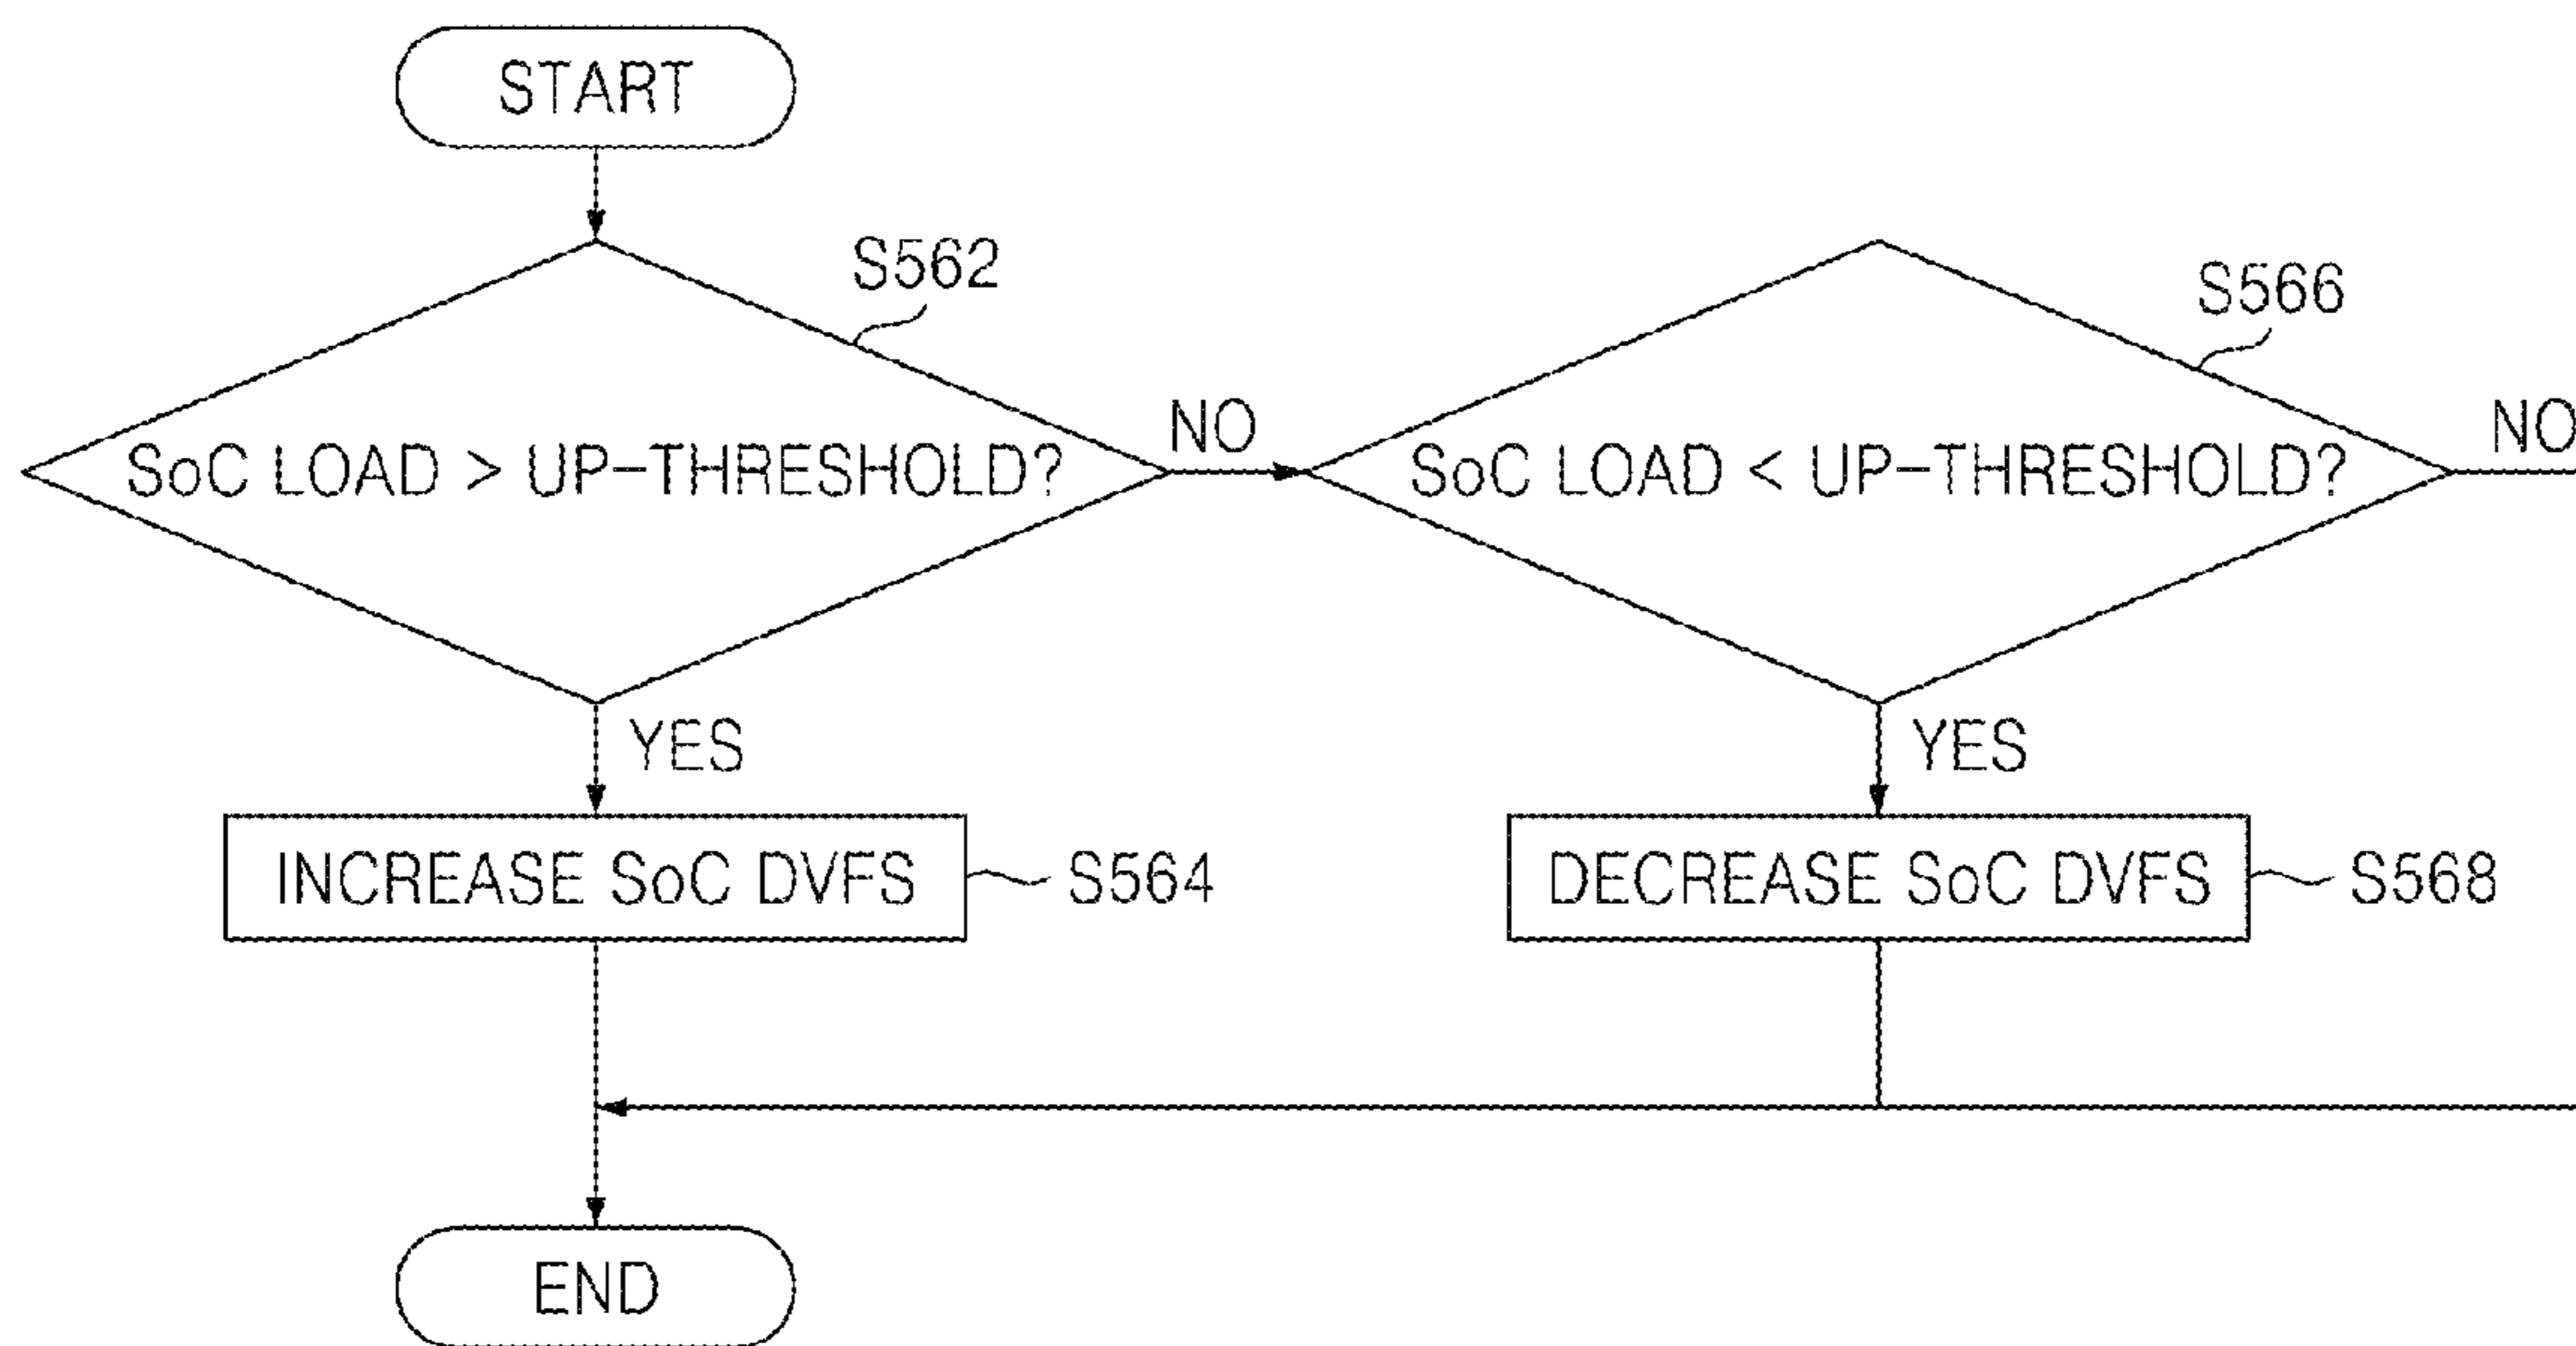 START
S562
S566
SoC LOAD > UP-THRESHOLD?
NO
SoC LOAD < UP-THRESHOLD?
NO
YES
YES
INCREASE SoC DVFS
S564
DECREASE SoC DVFS
S568
END